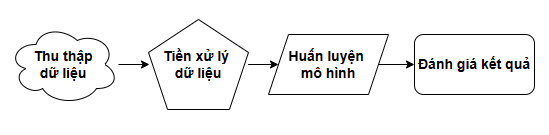 Thu thập
dữ liệu
Tiền xử lý
dữ liệu
Huấn luyện
mô hình
Đánh giá kết quả